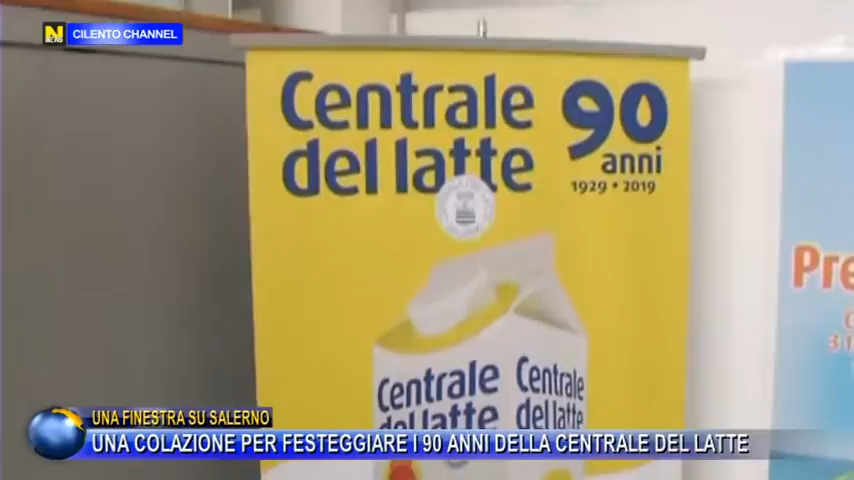 CILENTO CHANNEL
Centrale
del latte
90
anni
1929 • 2019
Pre
Centrale
del latte
Centrale
del latte
UNA FINESTRA SU SALERNO
UNA COLAZIONE PER FESTEGGIARE I 90 ANNI DELLA CENTRALE DEL LATTE